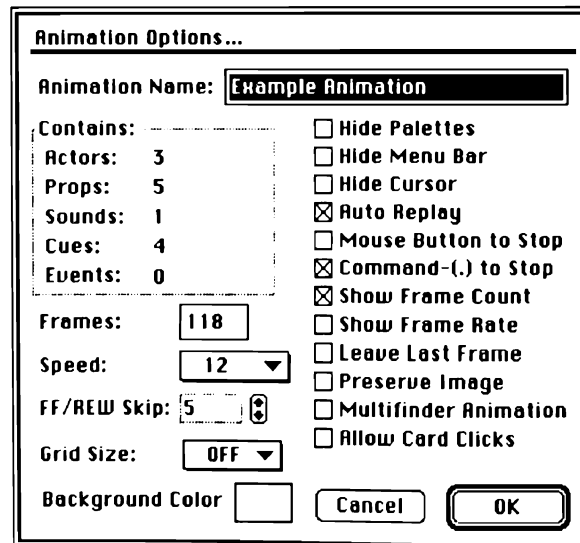 Animation Options...
Animation Name: Example Animation
Contains:
Actors: 3
Props: 5
Sounds: 1
Cues: 4
Events: 0
Frames: 118
Speed: 12
FF/REW Skip: 5
Grid Size: OFF
Background Color
Hide Palettes
Hide Menu Bar
Hide Cursor
Auto Replay
Mouse Button to Stop
Command-(.) to Stop
Show Frame Count
Show Frame Rate
Leave Last Frame
Preserve Image
Multifinder Animation
Allow Card Clicks
Cancel
OK